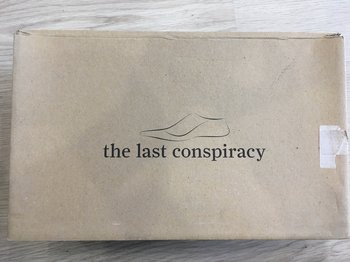 the last conspiracy